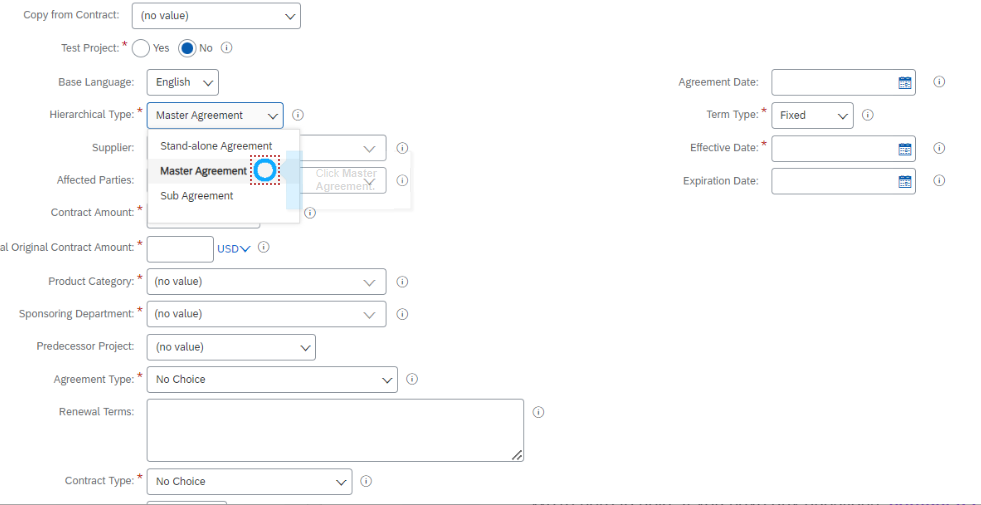 Copy from Contract: (no value)
Test Project: * Yes No
Base Language: English
Agreement Date:
Hierarchical Type: * Master Agreement
Term Type: * Fixed
Stand-alone Agreement
Supplier:
Effective Date: *
Master Agreement
Click Master
Agreement.
Affected Parties:
Expiration Date:
Sub Agreement
Contract Amount: *
al Original Contract Amount: * USD
Product Category: * (no value)
Sponsoring Department: * (no value)
Predecessor Project: (no value)
Agreement Type: * No Choice
Renewal Terms:
Contract Type: * No Choice